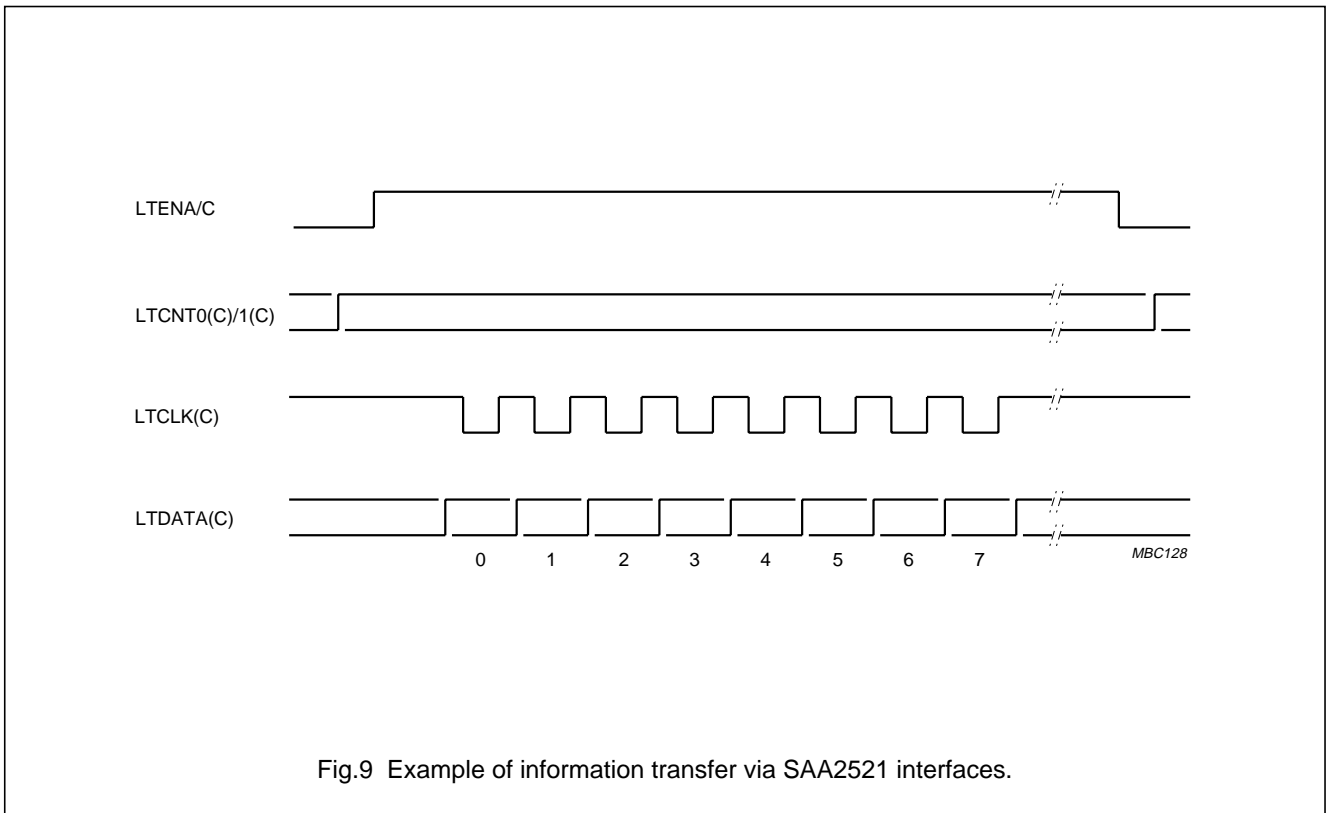 LTENA/C
LTCNT0(C)/1(C)
LTCLK(C)
LTDATA(C)
0 1 2 3 4 5 6 7
MBC128
Fig.9 Example of information transfer via SAA2521 interfaces.